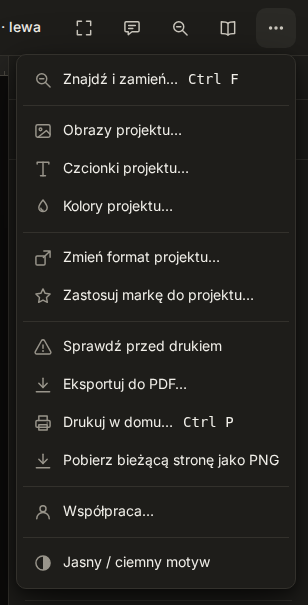 · lewa
Znajdź i zamień... Ctrl F
Obrazy projektu...
Czcionki projektu...
Kolory projektu...
Zmień format projektu...
Zastosuj markę do projektu...
Sprawdź przed drukiem
Eksportuj do PDF...
Drukuj w domu... Ctrl P
Pobierz bieżącą stronę jako PNG
Współpraca...
Jasny / ciemny motyw